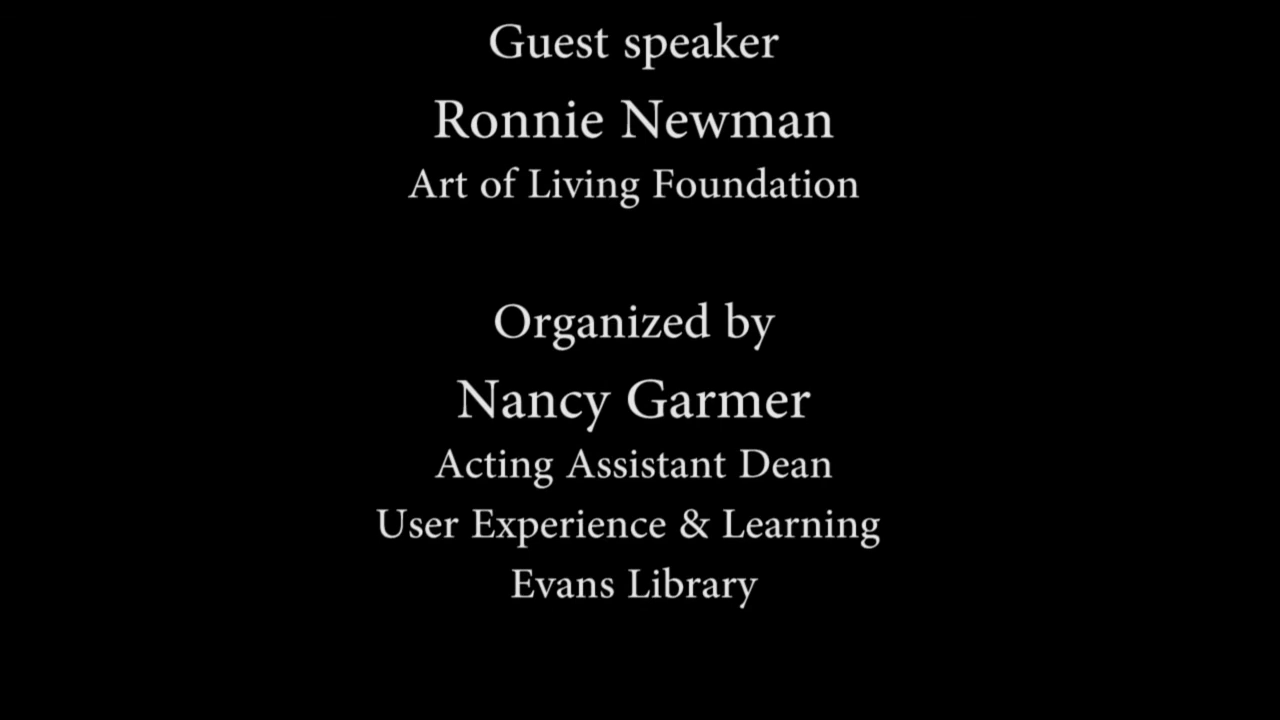 Guest speaker
Ronnie Newman
Art of Living Foundation
Organized by
Nancy Garmer
Acting Assistant Dean
User Experience & Learning
Evans Library